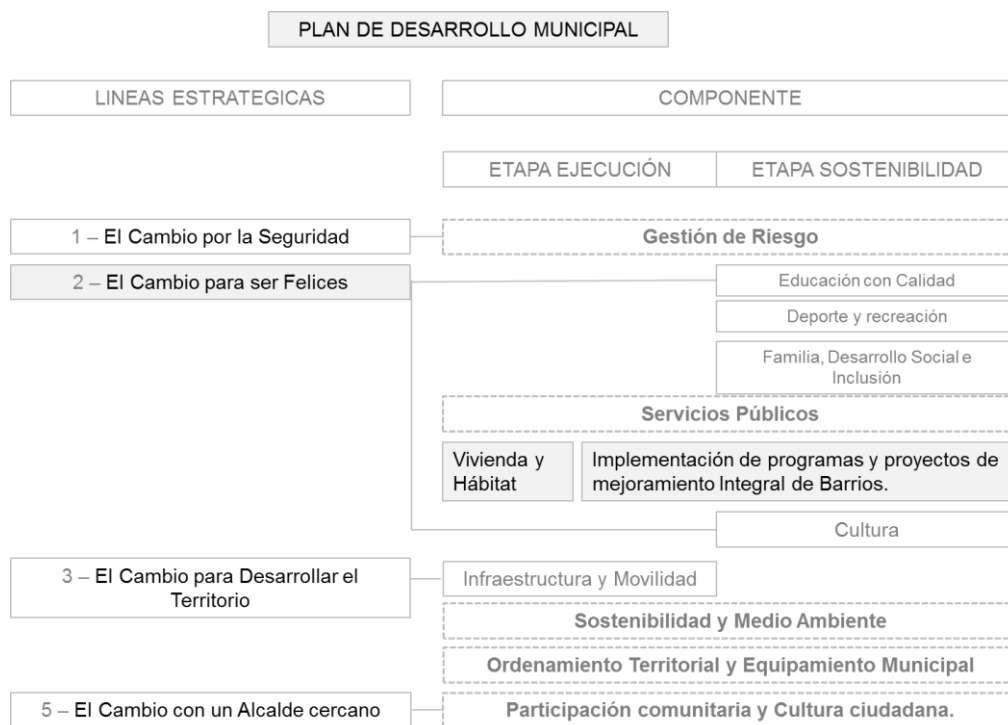 PLAN DE DESARROLLO MUNICIPAL
LINEAS ESTRATEGICAS
COMPONENTE
ETAPA EJECUCIÓN
ETAPA SOSTENIBILIDAD
1 – El Cambio por la Seguridad
Gestión de Riesgo
2 – El Cambio para ser Felices
Educación con Calidad
Deporte y recreación
Familia, Desarrollo Social e
Inclusión
Servicios Públicos
Vivienda y
Hábitat
Implementación de programas y proyectos de
mejoramiento Integral de Barrios.
Cultura
3 – El Cambio para Desarrollar el
Territorio
Infraestructura y Movilidad
Sostenibilidad y Medio Ambiente
Ordenamiento Territorial y Equipamiento Municipal
5 – El Cambio con un Alcalde cercano
Participación comunitaria y Cultura ciudadana.